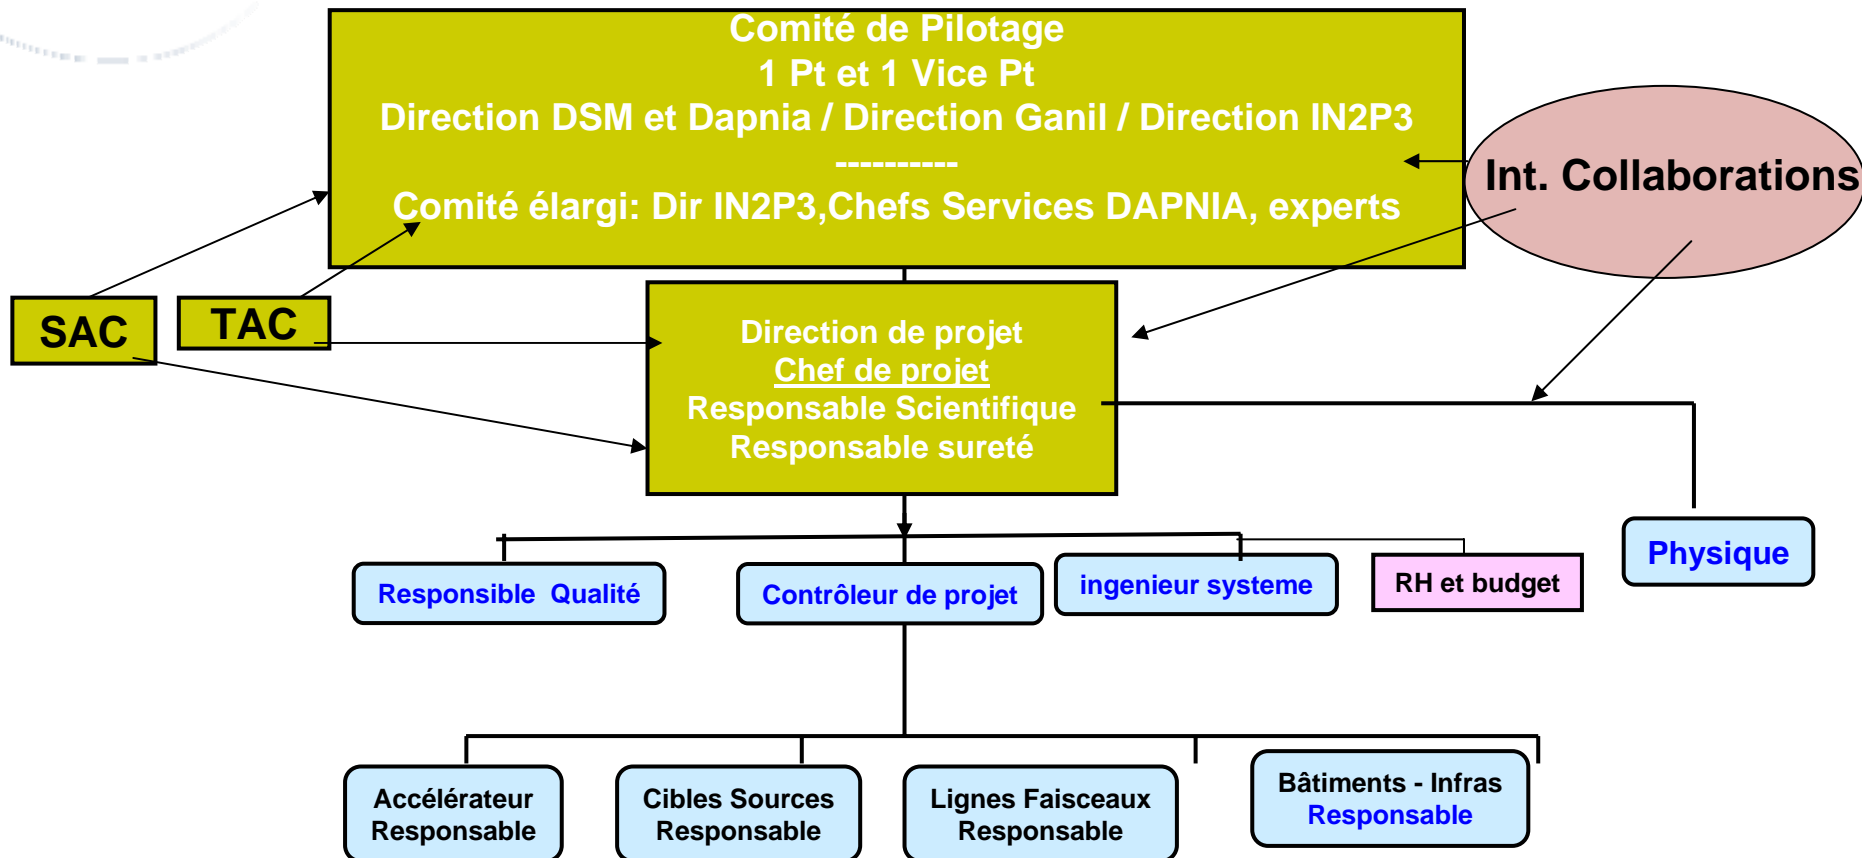 Comité de Pilotage
1 Pt et 1 Vice Pt
Direction DSM et Dapnia / Direction Ganil / Direction IN2P3
----------
Comité élargi: Dir IN2P3,Chefs Services DAPNIA, experts
Int. Collaborations
SAC
TAC
Direction de projet
Chef de projet
Responsable Scientifique
Responsable sureté
Physique
Responsible Qualité
Contrôleur de projet
ingenieur systeme
RH et budget
Accélérateur
Responsable
Cibles Sources
Responsable
Lignes Faisceaux
Responsable
Bâtiments - Infras
Responsable